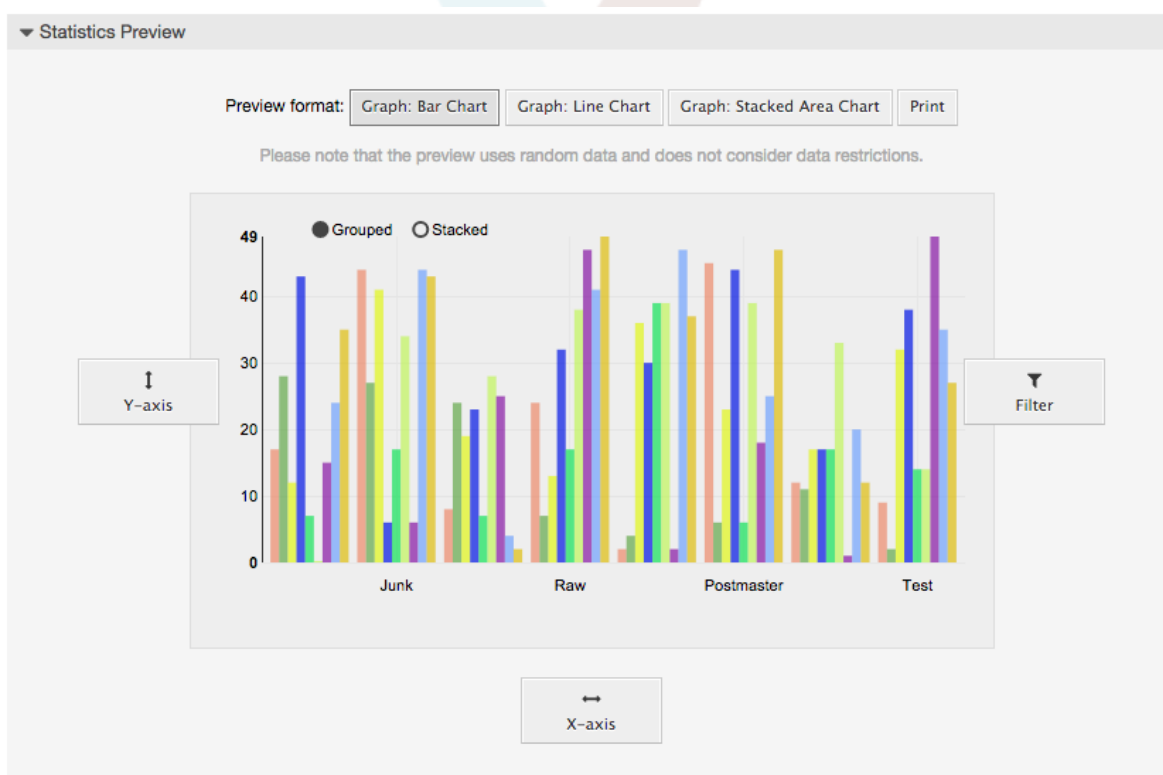 Statistics Preview
Preview format: Graph: Bar Chart Graph: Line Chart Graph: Stacked Area Chart Print
Please note that the preview uses random data and does not consider data restrictions.
Grouped Stacked
49
40
30
20
10
0
Y-axis
Filter
Junk Raw Postmaster Test
X-axis